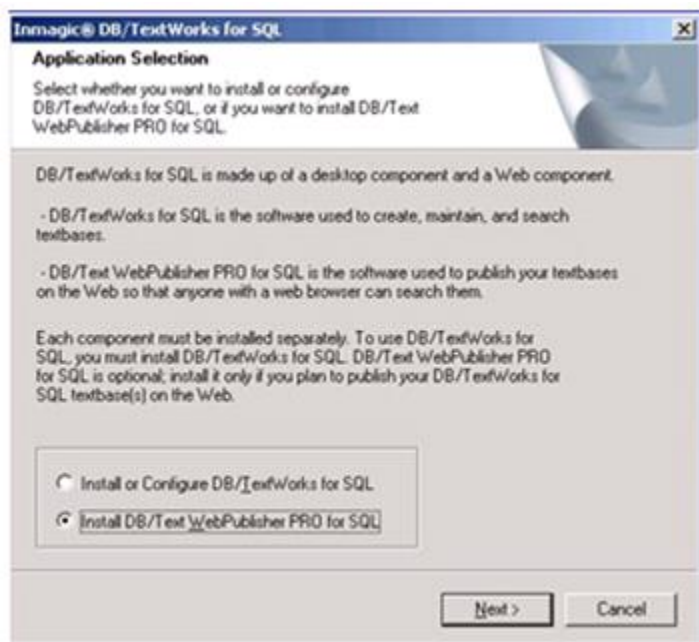 Inmagic® DB/TextWorks for SQL
Application Selection
Select whether you want to install or configure
DB/TextWorks for SQL, or if you want to install DB/Text
WebPublisher PRO for SQL.
DB/TextWorks for SQL is made up of a desktop component and a Web component.
- DB/TextWorks for SQL is the software used to create, maintain, and search
textbases.
- DB/Text WebPublisher PRO for SQL is the software used to publish your textbases
on the Web so that anyone with a web browser can search them.
Each component must be installed separately. To use DB/TextWorks for
SQL, you must install DB/TextWorks for SQL. DB/Text WebPublisher PRO
for SQL is optional; install it only if you plan to publish your DB/TextWorks for
SQL textbase(s) on the Web.
Install or Configure DB/TextWorks for SQL
Install DB/Text WebPublisher PRO for SQL
Next > Cancel